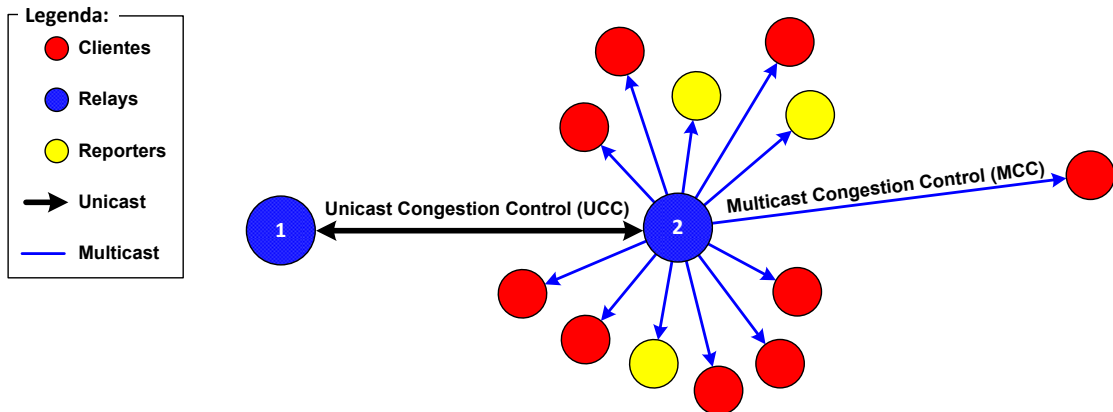 Legenda:
Clientes
Relays
Reporters
Unicast
Multicast
1
Unicast Congestion Control (UCC)
2
Multicast Congestion Control (MCC)